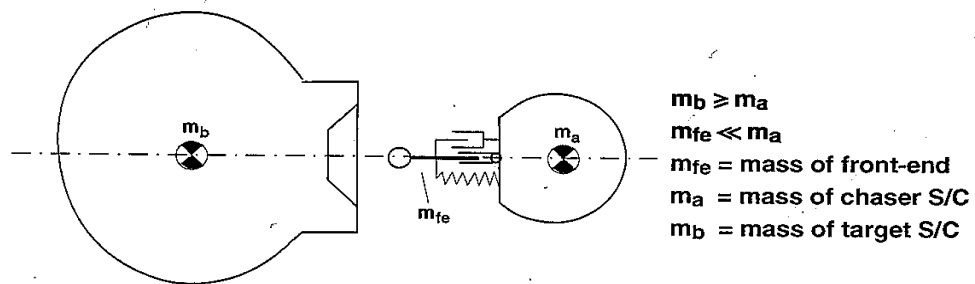 m_b
m_fe
m_a
m_b ⩾ m_a
m_fe ≪ m_a
m_fe = mass of front-end
m_a = mass of chaser S/C
m_b = mass of target S/C